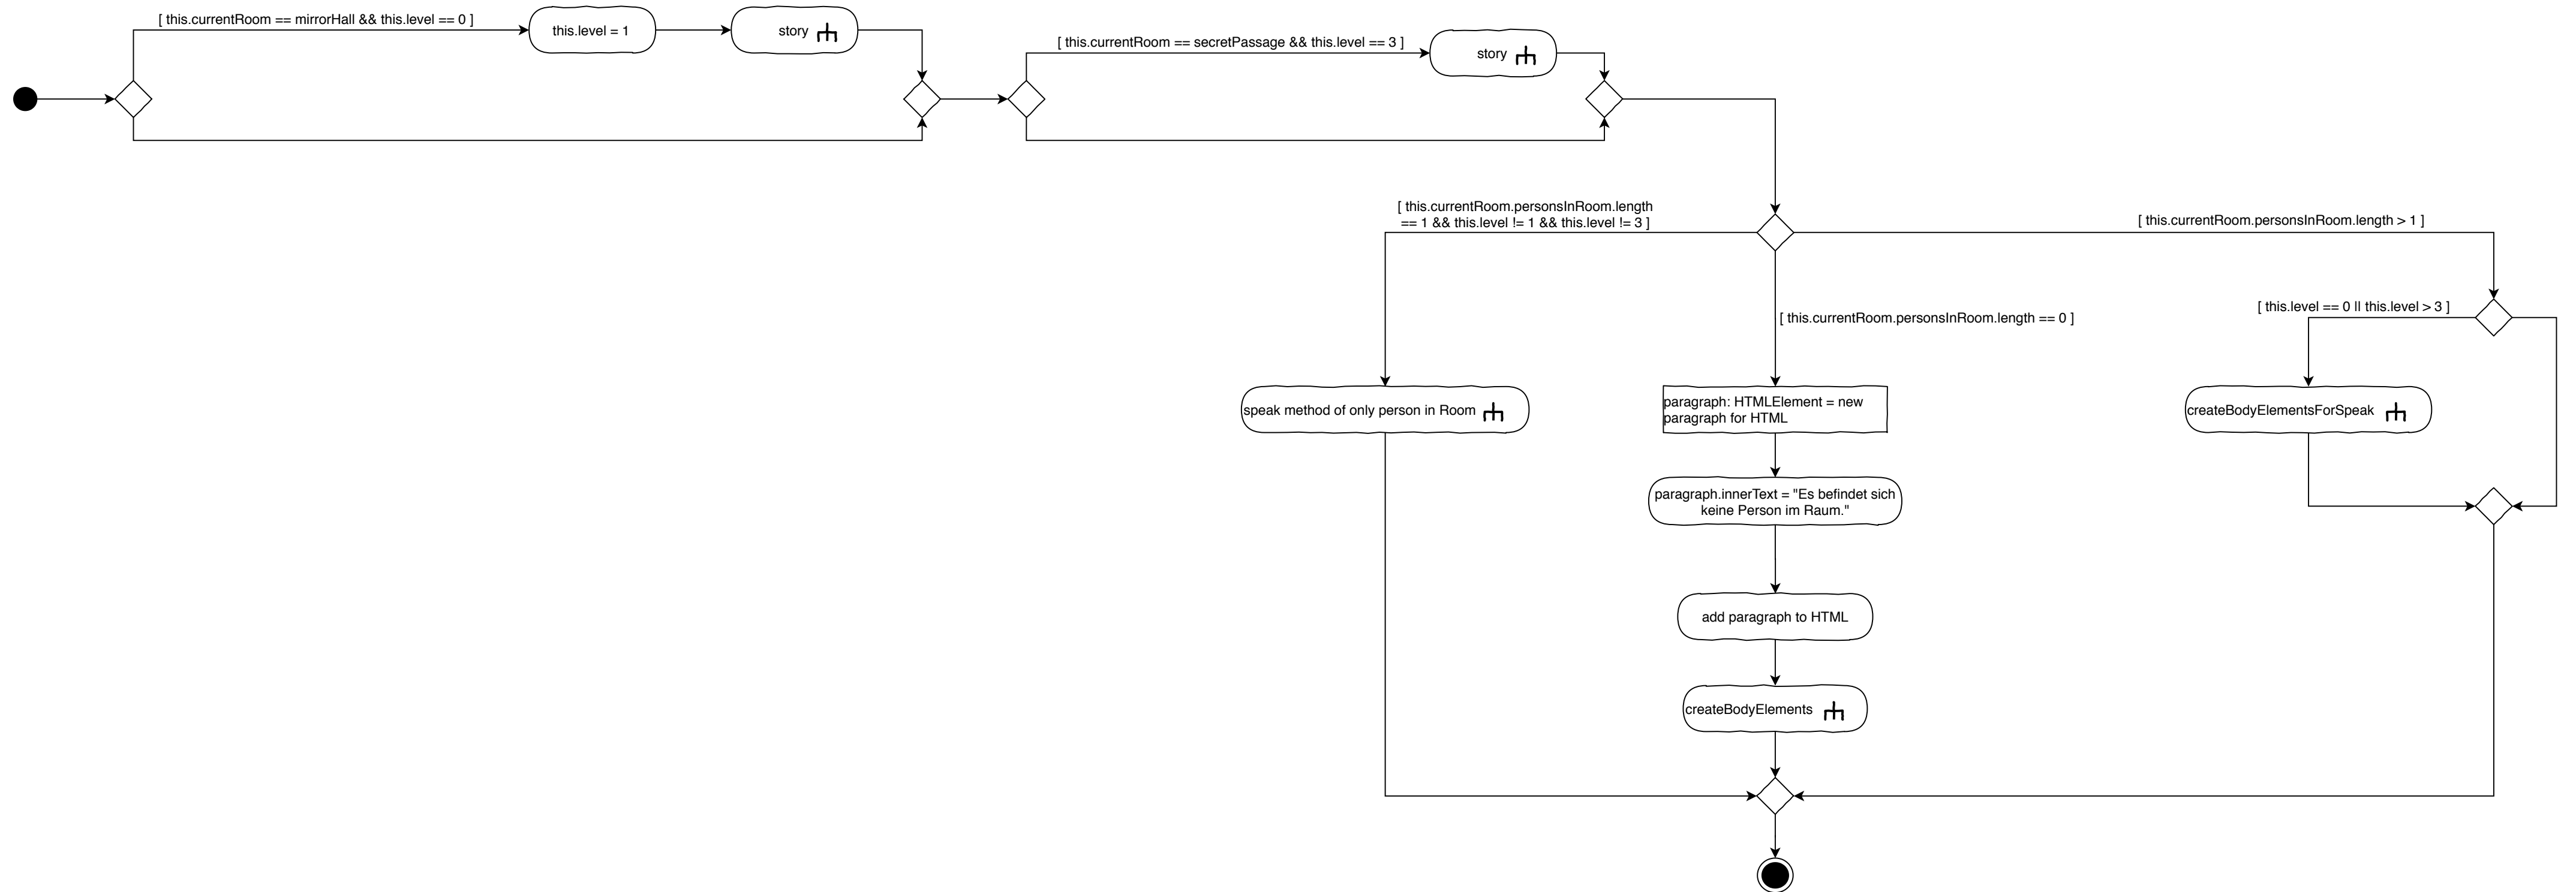 [ this.currentRoom == mirrorHall && this.level == 0 ]
this.level = 1
story
[ this.currentRoom == secretPassage && this.level == 3 ]
story
[ this.currentRoom.personsInRoom.length
== 1 && this.level != 1 && this.level != 3 ]
[ this.currentRoom.personsInRoom.length > 1 ]
[ this.currentRoom.personsInRoom.length == 0 ]
[ this.level == 0 || this.level > 3 ]
speak method of only person in Room
paragraph: HTMLElement = new
paragraph for HTML
createBodyElementsForSpeak
paragraph.innerText = "Es befindet sich
keine Person im Raum."
add paragraph to HTML
createBodyElements